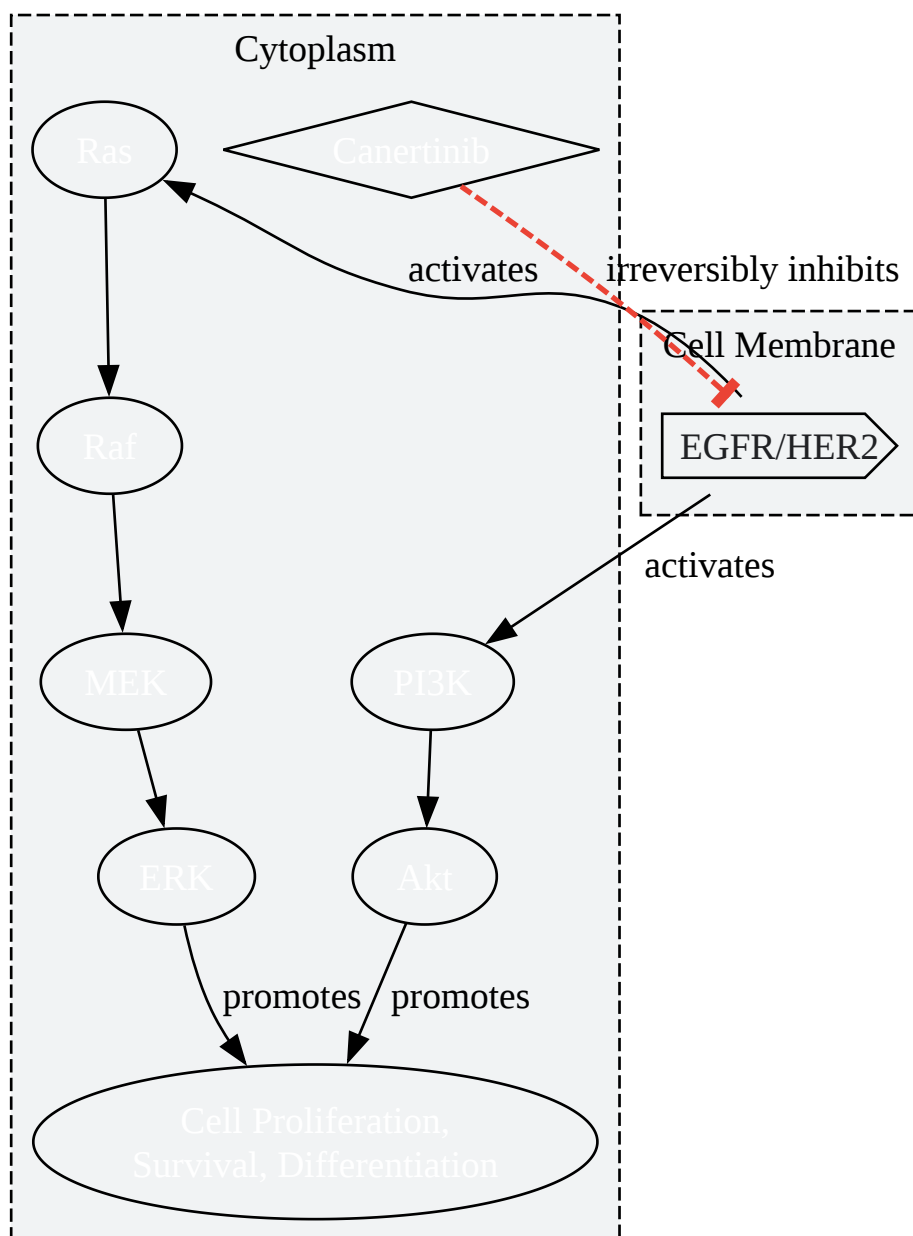 Cytoplasm
Ras
Canertinib
activates
irreversibly inhibits
Cell Membrane
Raf
EGFR/HER2
activates
MEK
PI3K
ERK
Akt
promotes
promotes
Cell Proliferation,
Survival, Differentiation